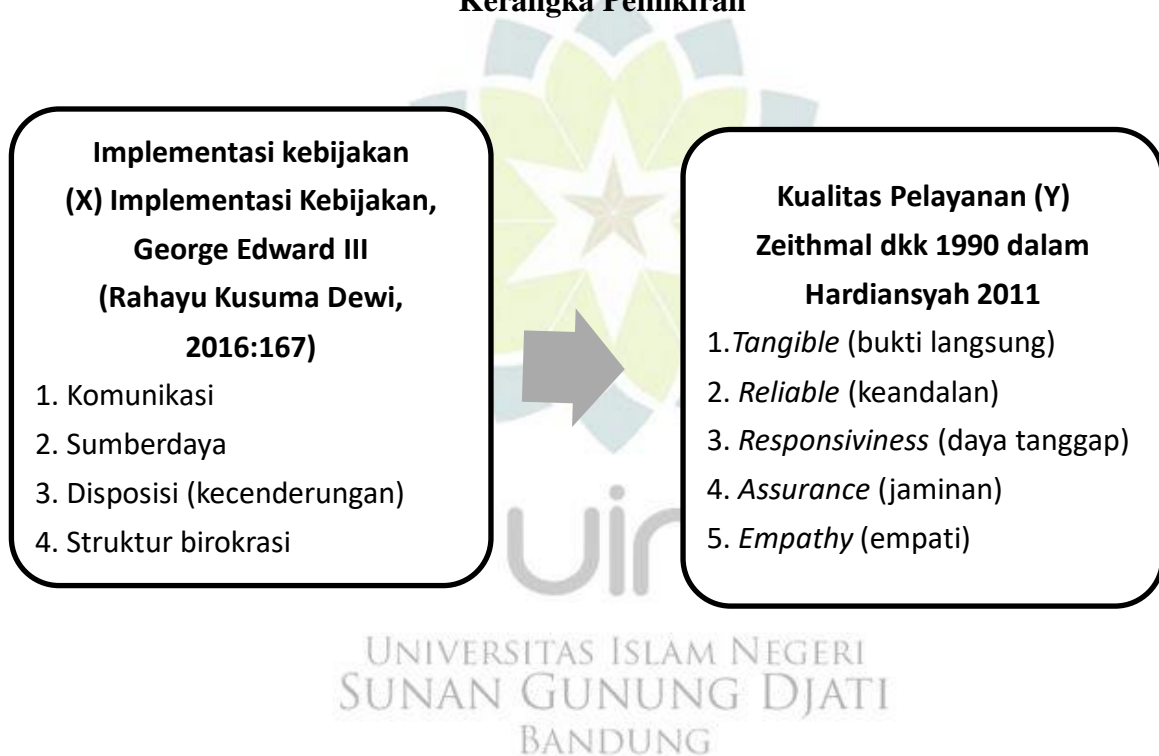 Kerangka Pemikiran
Implementasi kebijakan
(X) Implementasi Kebijakan,
George Edward III
(Rahayu Kusuma Dewi,
2016:167)
1. Komunikasi
2. Sumberdaya
3. Disposisi (kecenderungan)
4. Struktur birokrasi
Kualitas Pelayanan (Y)
Zeithmal dkk 1990 dalam
Hardiansyah 2011
1.Tangible (bukti langsung)
2. Reliable (keandalan)
3. Responsiviness (daya tanggap)
4. Assurance (jaminan)
5. Empathy (empati)
UNIVERSITAS ISLAM NEGERI
SUNAN GUNUNG DJATI
BANDUNG